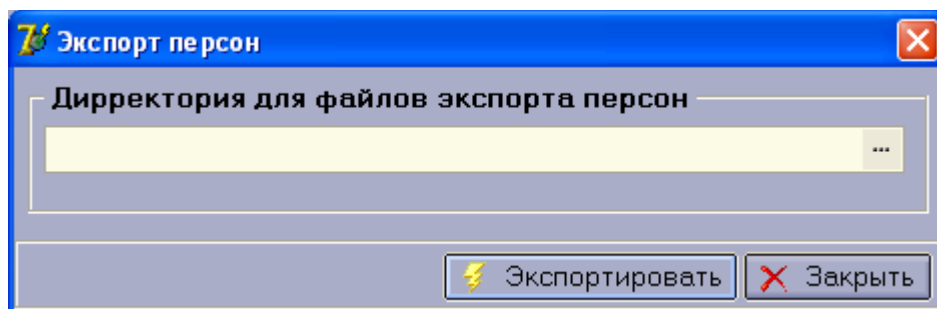 Экспорт персон
Дирректория для файлов экспорта персон
...
Экспортировать Закрыть